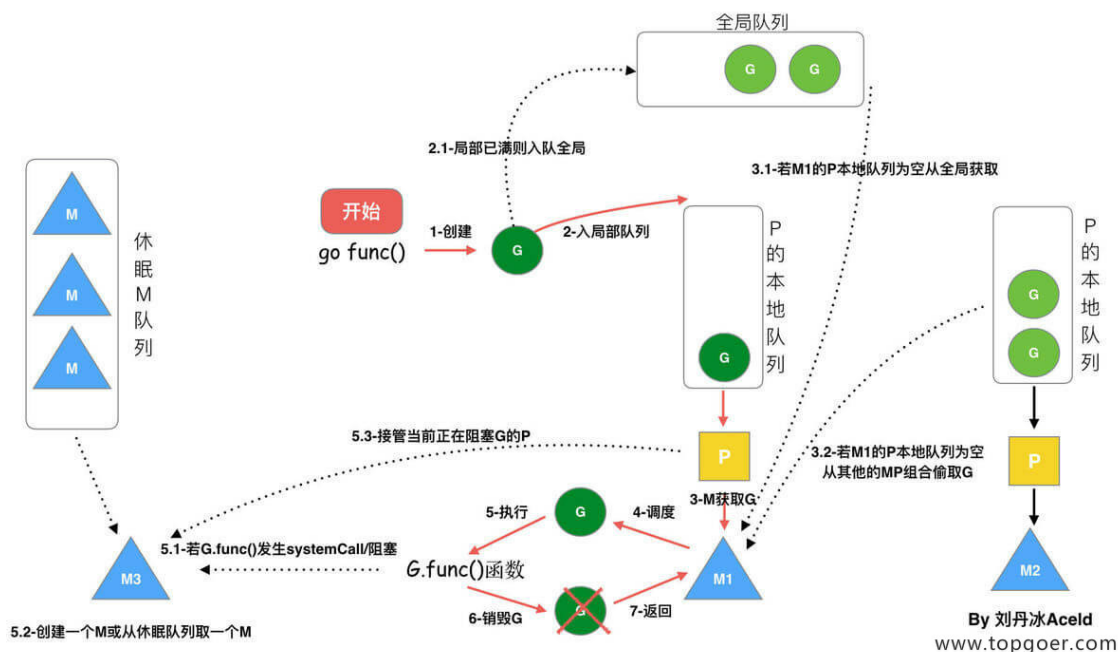 全局队列
G
G
2.1-局部已满则入队全局
3.1-若M1的P本地队列为空从全局获取
开始
go func()
1-创建
G
2-入局部队列
P的本地队列
G
P的本地队列
G
G
M
M
M
休眠M队列
5.3-接管当前正在阻塞G的P
P
3.2-若M1的P本地队列为空
从其他的MP组合偷取G
P
3-M获取G
5-执行
G
4-调度
5.1-若G.func()发生systemCall/阻塞
G.func()函数
M3
M1
M2
6-销毁G
G
7-返回
5.2-创建一个M或从休眠队列取一个M
By 刘丹冰Aceld
www.topgoer.com